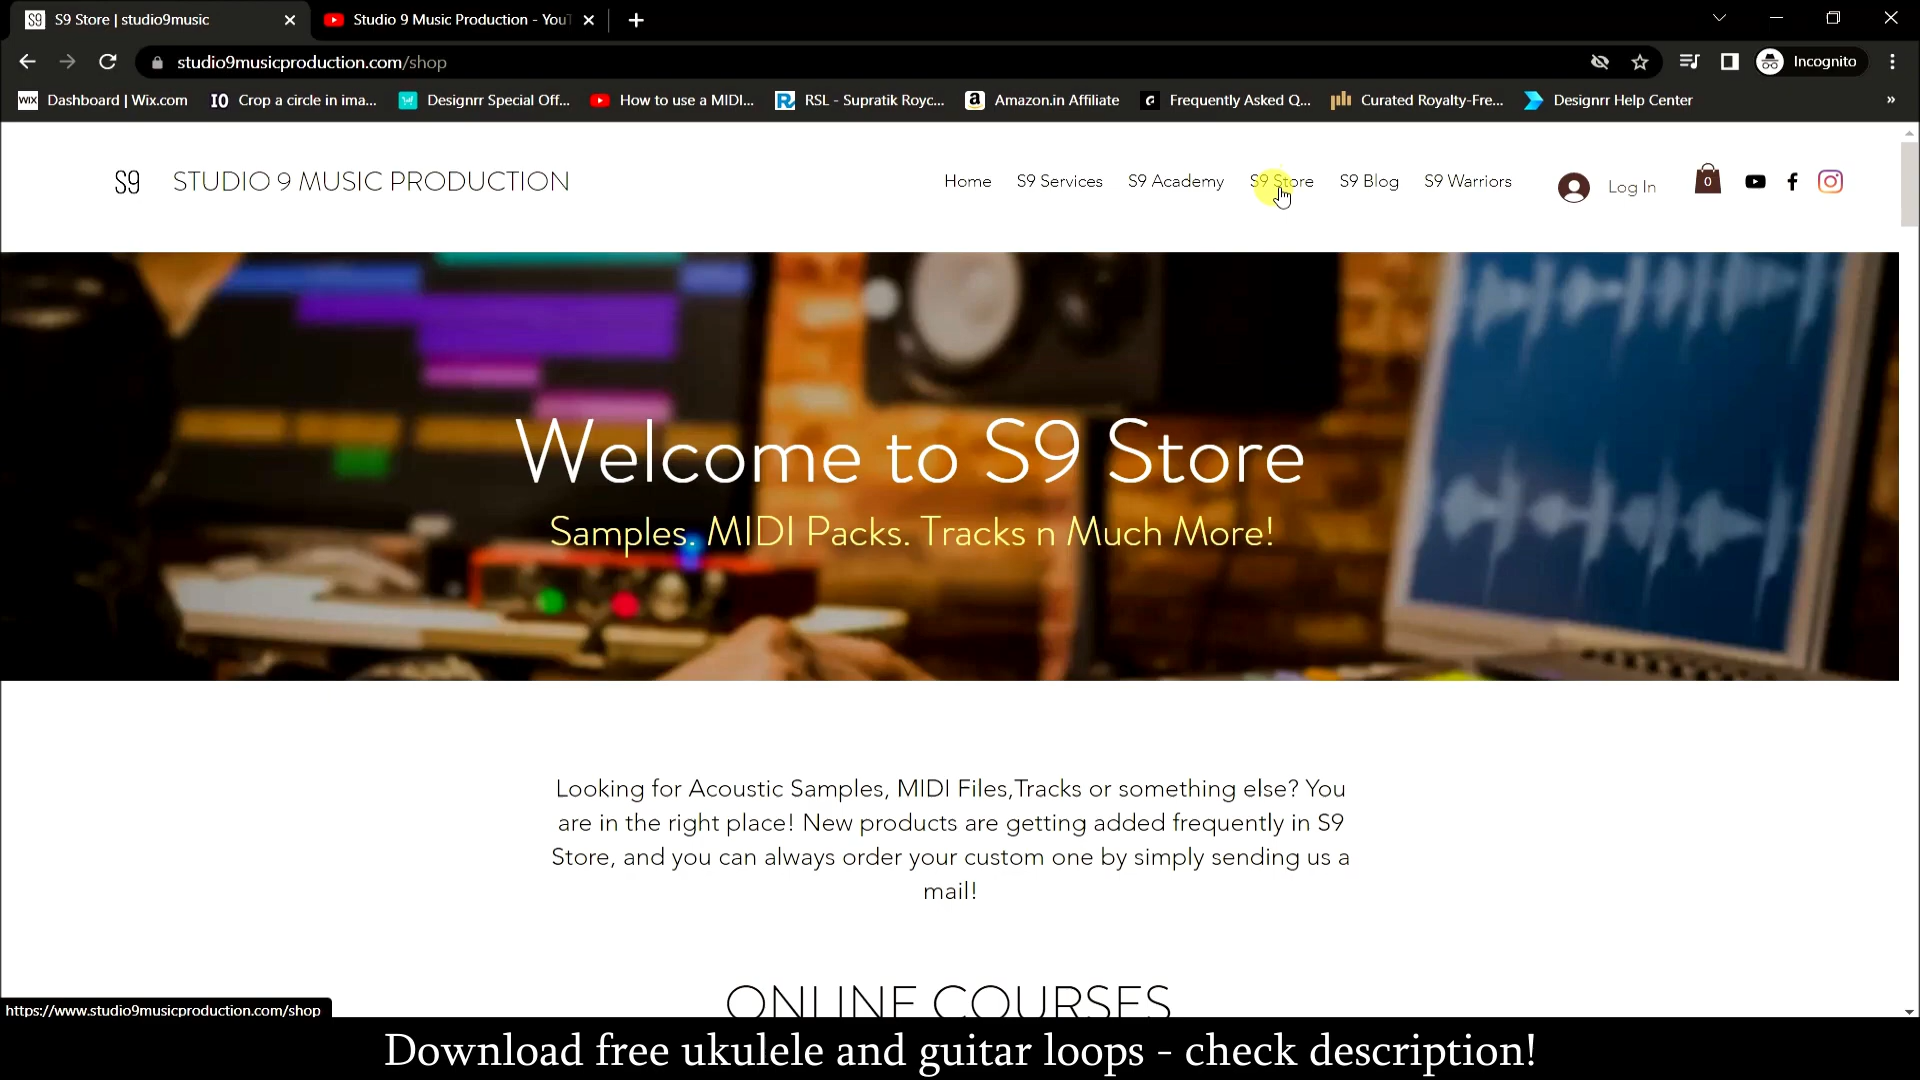 S9 S9 Store | studio9music
Studio 9 Music Production - You
studio9musicproduction.com/shop
Incognito
WIX Dashboard | Wix.com
IO Crop a circle in ima...
Designrr Special Off...
How to use a MIDI...
RSL - Supratik Royc...
a Amazon.in Affiliate
Frequently Asked Q...
Curated Royalty-Fre...
Designrr Help Center
»
S9 STUDIO 9 MUSIC PRODUCTION
Home S9 Services S9 Academy S9 Store S9 Blog S9 Warriors
Log In
0
Welcome to S9 Store
Samples. MIDI Packs. Tracks n Much More!
Looking for Acoustic Samples, MIDI Files,Tracks or something else? You
are in the right place! New products are getting added frequently in S9
Store, and you can always order your custom one by simply sending us a
mail!
ONLINE COURSES
https://www.studio9musicproduction.com/shop
Download free ukulele and guitar loops - check description!